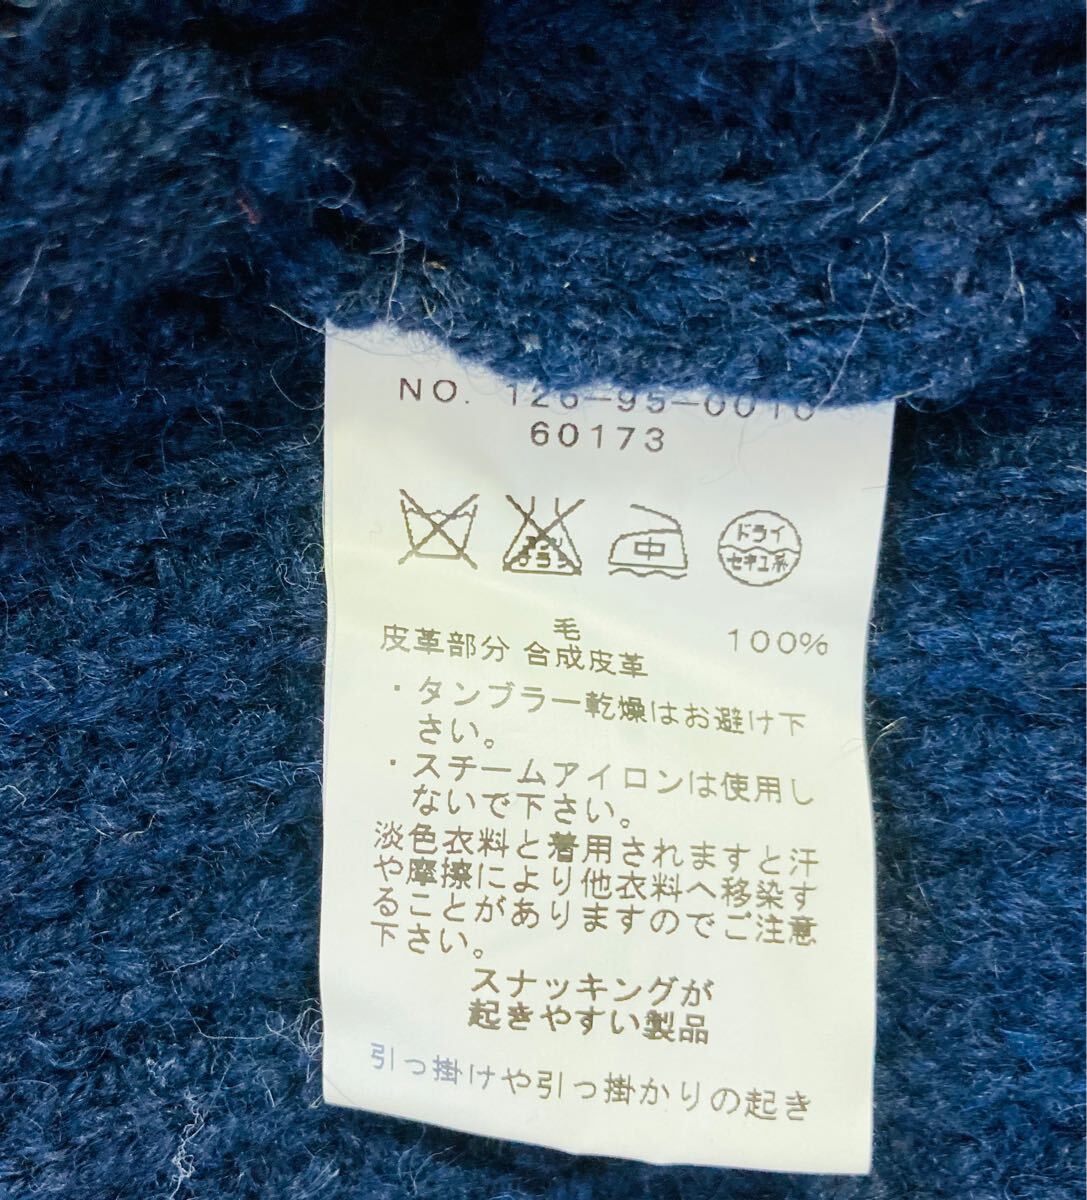 NO. 126-95-0010
60173
エンソ
サラシ
中
ドライ
セキユ系
毛 100%
皮革部分 合成皮革
・タンブラー乾燥はお避け下
さい。
・スチームアイロンは使用し
ないで下さい。
淡色衣料と着用されますと汗
や摩擦により他衣料へ移染す
ることがありますのでご注意
下さい。
スナッキングが
起きやすい製品
引っ掛けや引っ掛かりの起き